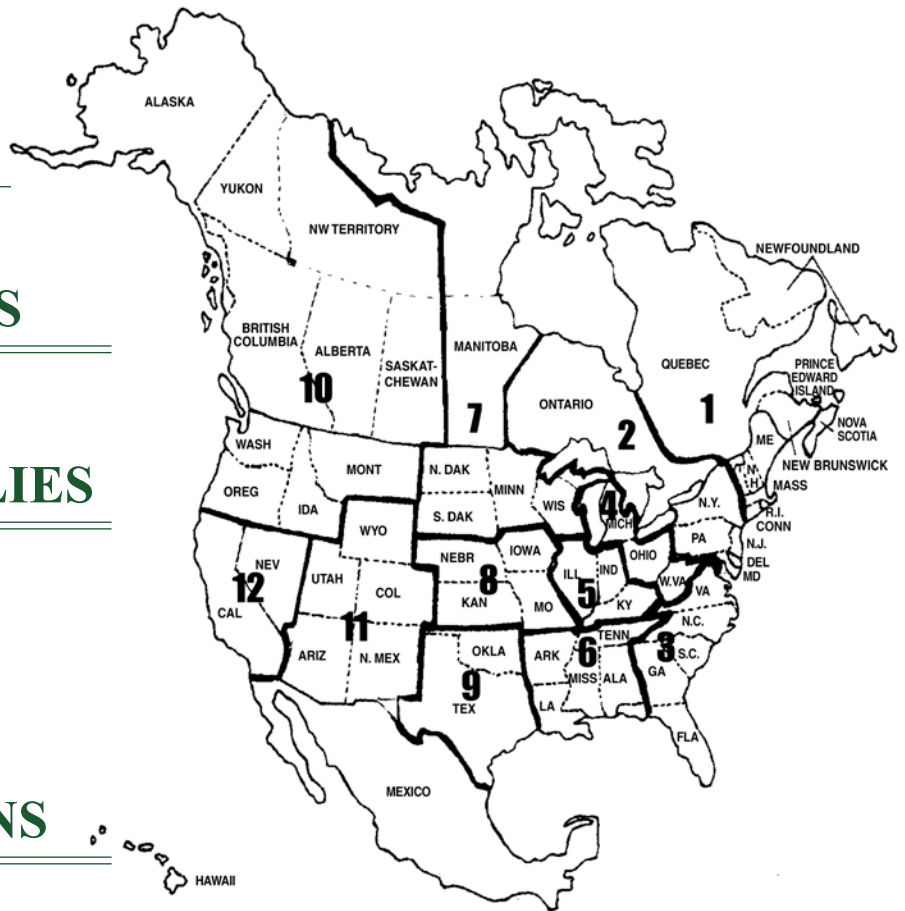 ALASKA
YUKON
NW TERRITORY
NEWFOUNDLAND
S
BRITISH
COLUMBIA
ALBERTA
SASKAT-
CHEWAN
MANITOBA
QUEBEC
PRINCE
EDWARD
ISLAND
10
7
ONTARIO
2
1
NOVA
SCOTIA
WASH
MONT
N. DAK
MINN
ME
NEW BRUNSWICK
LIES
OREG
IDA
S. DAK
WIS
4
MICH
N.Y.
T.
N.
H.
MASS
R.I.
CONN
WYO
NEBR
IOWA
OHIO
PA
N.J.
DEL
MD
NEV
12
CAL
UTAH
COL
8
KAN
MO
ILL
IND
5
KY
W.VA
VA
11
ARIZ
N. MEX
OKLA
9
TEX
ARK
6
TENN
MISS
ALA
LA
N.C.
3
S.C.
GA
FLA
MEXICO
NS
HAWAII